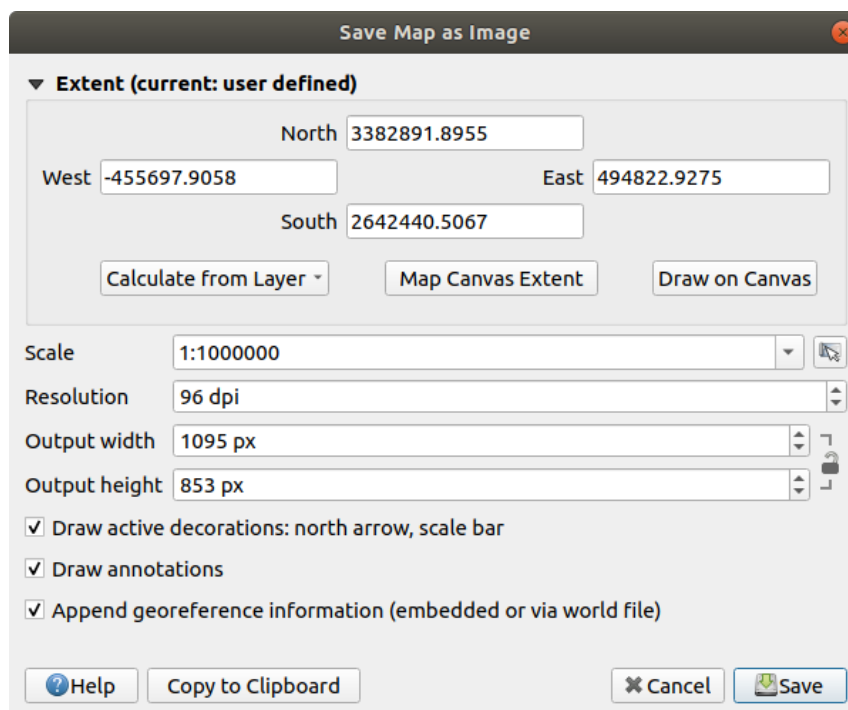 Save Map as Image
Extent (current: user defined)
North 3382891.8955
West -455697.9058 East 494822.9275
South 2642440.5067
Calculate from Layer Map Canvas Extent Draw on Canvas
Scale 1:1000000
Resolution 96 dpi
Output width 1095 px
Output height 853 px
Draw active decorations: north arrow, scale bar
Draw annotations
Append georeference information (embedded or via world file)
Help Copy to Clipboard Cancel Save